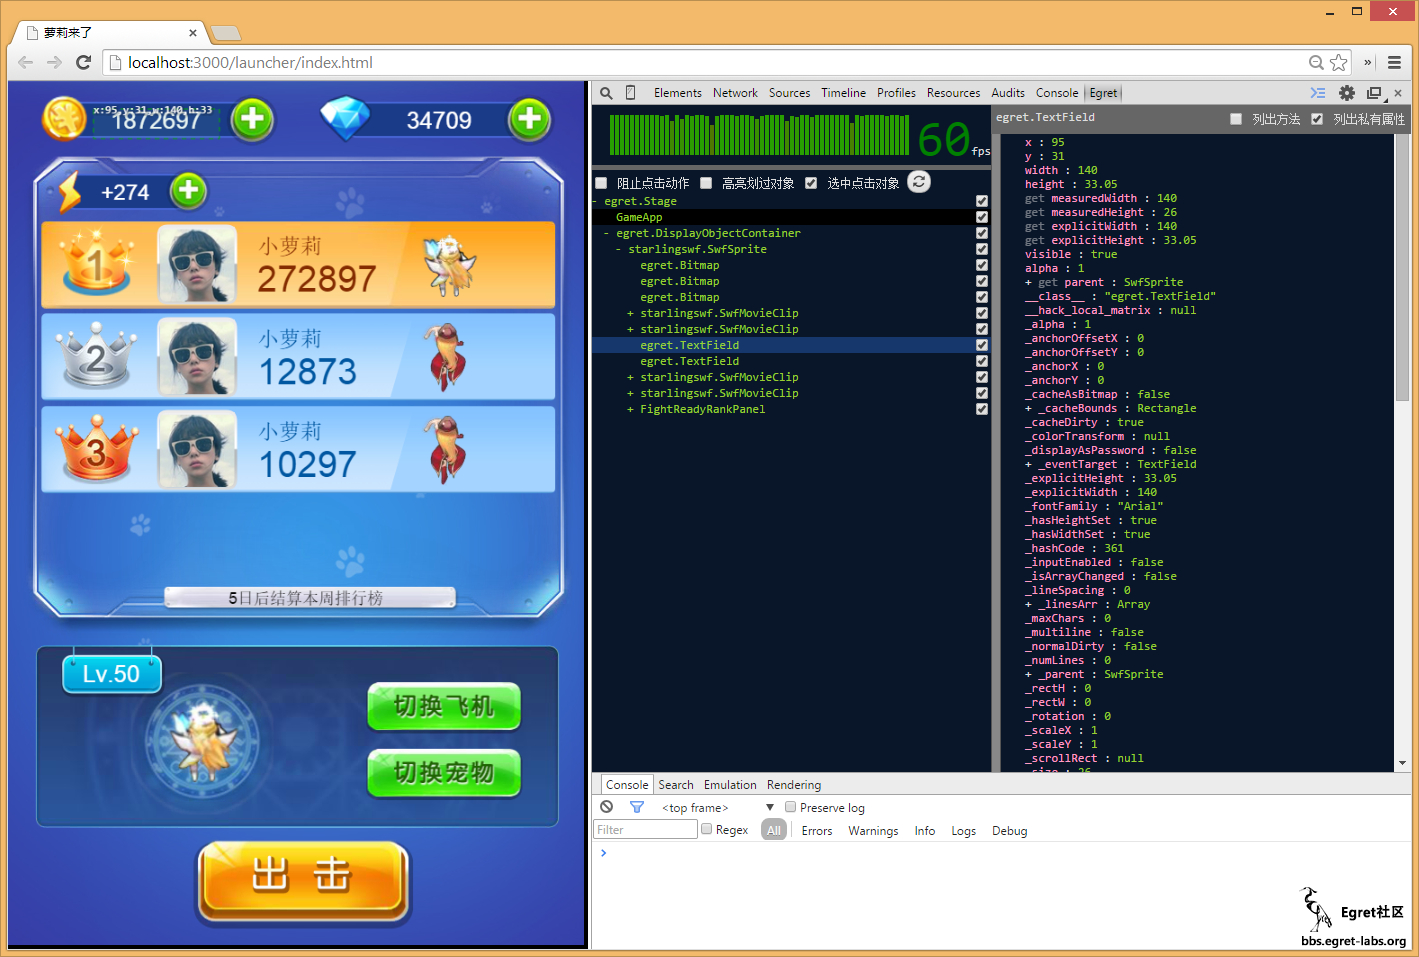 萝莉来了
localhost:3000/launcher/index.html
x:95,y:31,w:140,h:33
1872697
34709
+274
1
小萝莉
272897
2
小萝莉
12873
3
小萝莉
10297
5日后结算本周排行榜
Lv.50
切换飞机
切换宠物
出 击
Elements Network Sources Timeline Profiles Resources Audits Console Egret
60 fps
阻止点击动作 高亮划过对象 选中点击对象
- egret.Stage
GameApp
- egret.DisplayObjectContainer
- starlingswf.SwfSprite
egret.Bitmap
egret.Bitmap
egret.Bitmap
+ starlingswf.SwfMovieClip
+ starlingswf.SwfMovieClip
egret.TextField
egret.TextField
+ starlingswf.SwfMovieClip
+ starlingswf.SwfMovieClip
+ FightReadyRankPanel
egret.TextField 列出方法 列出私有属性
x : 95
y : 31
width : 140
height : 33.05
get measuredWidth : 140
get measuredHeight : 26
get explicitWidth : 140
get explicitHeight : 33.05
visible : true
alpha : 1
+ get parent : SwfSprite
__class__ : "egret.TextField"
__hack_local_matrix : null
_alpha : 1
_anchorOffsetX : 0
_anchorOffsetY : 0
_anchorX : 0
_anchorY : 0
_cacheAsBitmap : false
+ _cacheBounds : Rectangle
_cacheDirty : true
_colorTransform : null
_displayAsPassword : false
+ _eventTarget : TextField
_explicitHeight : 33.05
_explicitWidth : 140
_fontFamily : "Arial"
_hasHeightSet : true
_hasWidthSet : true
_hashCode : 361
_inputEnabled : false
_isArrayChanged : false
_lineSpacing : 0
+ _linesArr : Array
_maxChars : 0
_multiline : false
_normalDirty : false
_numLines : 0
+ _parent : SwfSprite
_rectH : 0
_rectW : 0
_rotation : 0
_scaleX : 1
_scaleY : 1
_scrollRect : null
_size : 26
Console Search Emulation Rendering
<top frame> ▼ Preserve log
Filter Regex All Errors Warnings Info Logs Debug
>
Egret社区
bbs.egret-labs.org